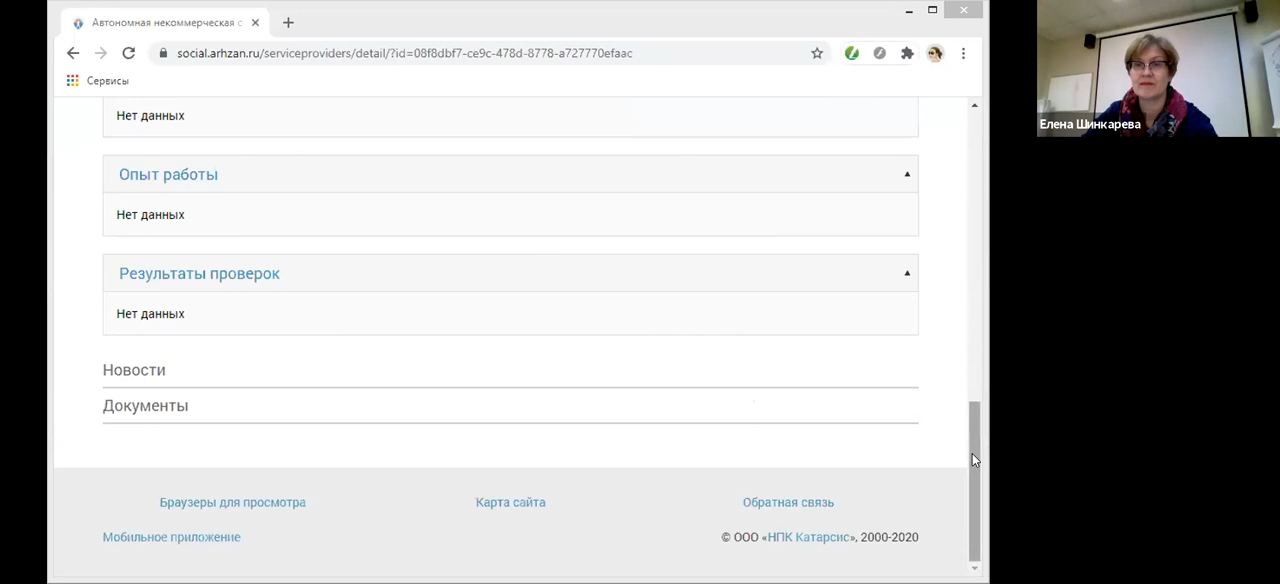 Автономная некоммерческая с
social.arhzan.ru/serviceproviders/detail/?id=08f8dbf7-ce9c-478d-8778-a727770efaac
Сервисы
Нет данных
Опыт работы
Нет данных
Результаты проверок
Нет данных
Новости
Документы
Браузеры для просмотра
Карта сайта
Обратная связь
Мобильное приложение
© ООО «НПК Катарсис», 2000-2020
Елена Шинкарева